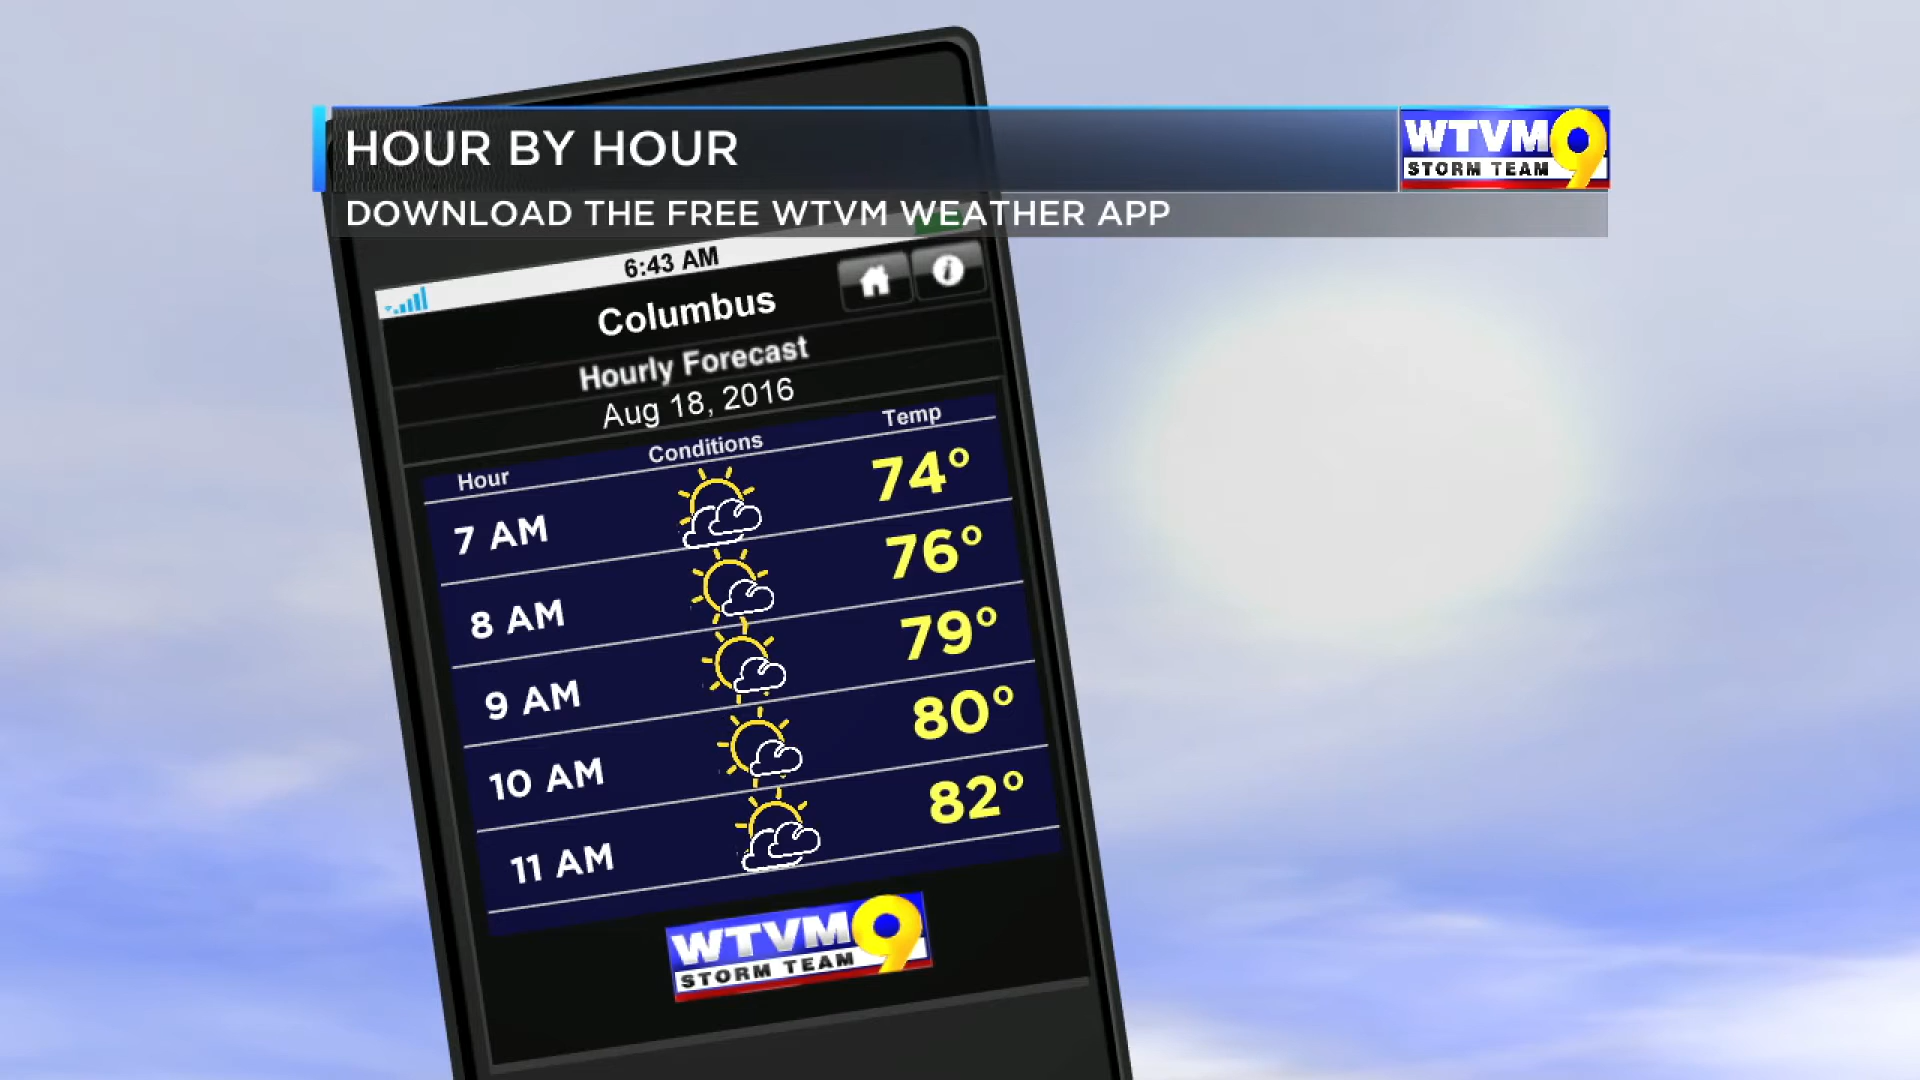 HOUR BY HOUR
WTVM 9
STORM TEAM
DOWNLOAD THE FREE WTVM WEATHER APP
6:43 AM
Columbus
i
Hourly Forecast
Aug 18, 2016
Hour Conditions Temp
7 AM 74°
8 AM 76°
9 AM 79°
10 AM 80°
11 AM 82°
WTVM 9
STORM TEAM